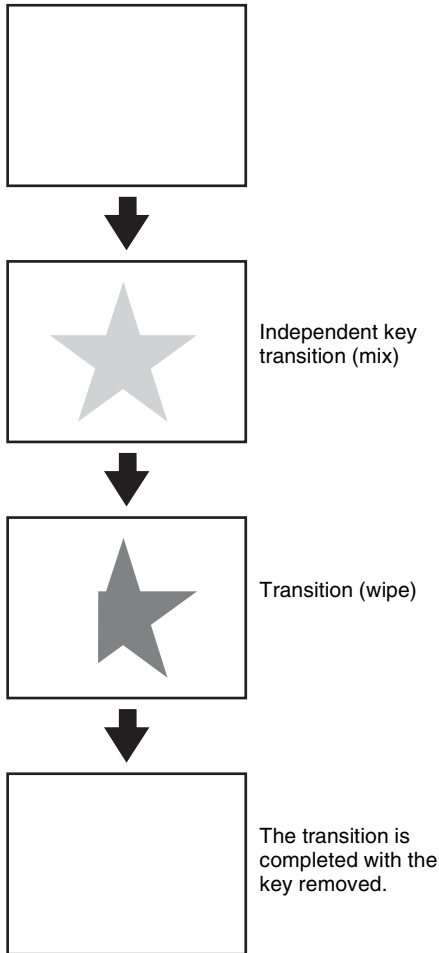 Independent key
transition (mix)
Transition (wipe)
The transition is
completed with the
key removed.